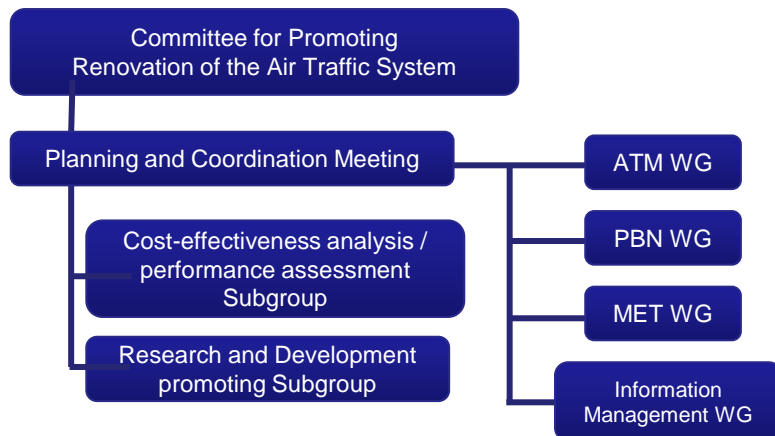 Committee for Promoting
Renovation of the Air Traffic System
Planning and Coordination Meeting
Cost-effectiveness analysis /
performance assessment
Subgroup
Research and Development
promoting Subgroup
ATM WG
PBN WG
MET WG
Information
Management WG